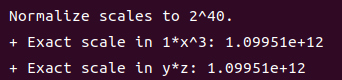 Normalize scales to 2^40.
+ Exact scale in 1*x^3: 1.09951e+12
+ Exact scale in y*z: 1.09951e+12